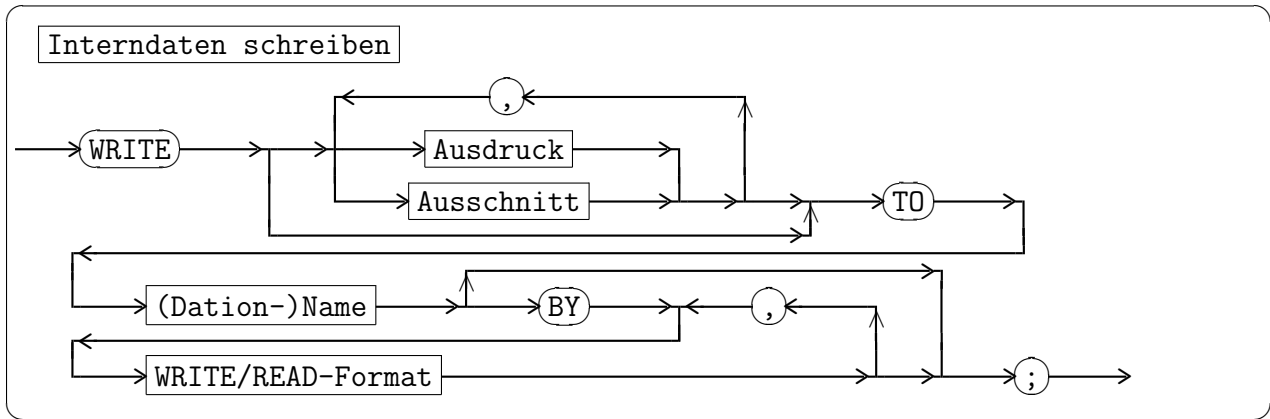 Interndaten schreiben
,
WRITE Ausdruck
Ausschnitt TO
(Dation-)Name BY ,
WRITE/READ-Format ;